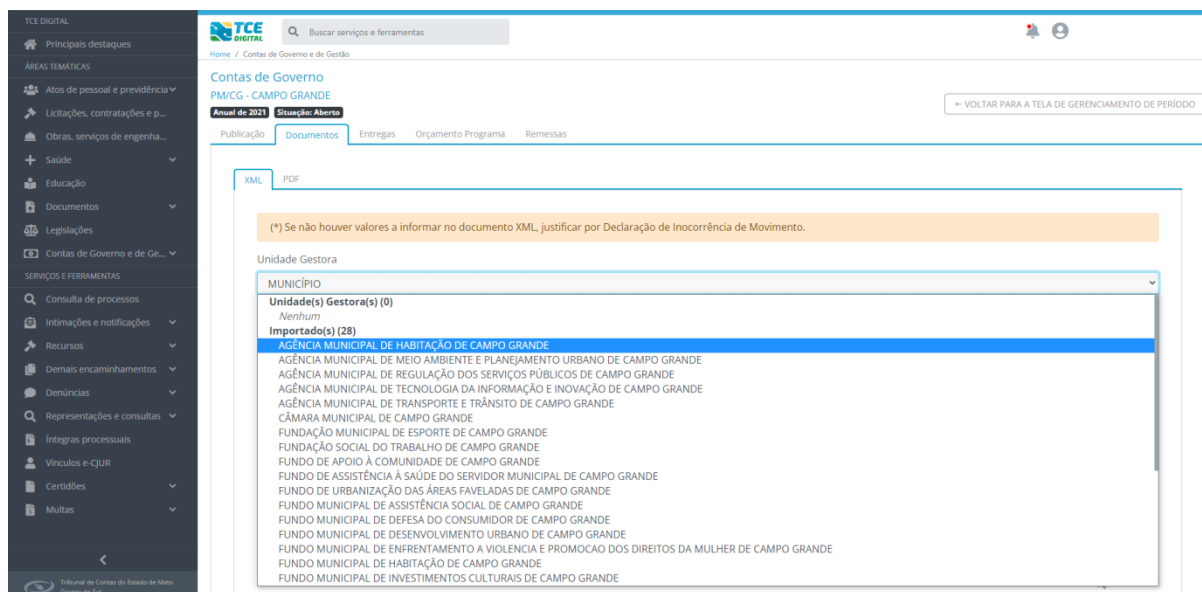 TCE DIGITAL
Principais destaques
ÁREAS TEMÁTICAS
Atos de pessoal e previdência
Licitações, contratações e p...
Obras, serviços de engenha...
Saúde
Educação
Documentos
Legislações
Contas de Governo e de Ge...
SERVIÇOS E FERRAMENTAS
Consulta de processos
Intimações e notificações
Recursos
Demais encaminhamentos
Denúncias
Representações e consultas
Íntegras processuais
Vínculos e-CJUR
Certidões
Multas
Tribunal de Contas do Estado de Mato
Grosso do Sul
TCE
DIGITAL
Buscar serviços e ferramentas
Home / Contas de Governo e de Gestão
Contas de Governo
PM/CG - CAMPO GRANDE
Anual de 2021 Situação: Aberto
← VOLTAR PARA A TELA DE GERENCIAMENTO DE PERÍODO
Publicação Documentos Entregas Orçamento Programa Remessas
XML PDF
(*) Se não houver valores a informar no documento XML, justificar por Declaração de Inocorrência de Movimento.
Unidade Gestora
MUNICÍPIO
Unidade(s) Gestora(s) (0)
Nenhum
Importado(s) (28)
AGÊNCIA MUNICIPAL DE HABITAÇÃO DE CAMPO GRANDE
AGÊNCIA MUNICIPAL DE MEIO AMBIENTE E PLANEJAMENTO URBANO DE CAMPO GRANDE
AGÊNCIA MUNICIPAL DE REGULAÇÃO DOS SERVIÇOS PÚBLICOS DE CAMPO GRANDE
AGÊNCIA MUNICIPAL DE TECNOLOGIA DA INFORMAÇÃO E INOVAÇÃO DE CAMPO GRANDE
AGÊNCIA MUNICIPAL DE TRANSPORTE E TRÂNSITO DE CAMPO GRANDE
CÂMARA MUNICIPAL DE CAMPO GRANDE
FUNDAÇÃO MUNICIPAL DE ESPORTE DE CAMPO GRANDE
FUNDAÇÃO SOCIAL DO TRABALHO DE CAMPO GRANDE
FUNDO DE APOIO À COMUNIDADE DE CAMPO GRANDE
FUNDO DE ASSISTÊNCIA À SAÚDE DO SERVIDOR MUNICIPAL DE CAMPO GRANDE
FUNDO DE URBANIZAÇÃO DAS ÁREAS FAVELADAS DE CAMPO GRANDE
FUNDO MUNICIPAL DE ASSISTÊNCIA SOCIAL DE CAMPO GRANDE
FUNDO MUNICIPAL DE DEFESA DO CONSUMIDOR DE CAMPO GRANDE
FUNDO MUNICIPAL DE DESENVOLVIMENTO URBANO DE CAMPO GRANDE
FUNDO MUNICIPAL DE ENFRENTAMENTO A VIOLENCIA E PROMOCAO DOS DIREITOS DA MULHER DE CAMPO GRANDE
FUNDO MUNICIPAL DE HABITAÇÃO DE CAMPO GRANDE
FUNDO MUNICIPAL DE INVESTIMENTOS CULTURAIS DE CAMPO GRANDE